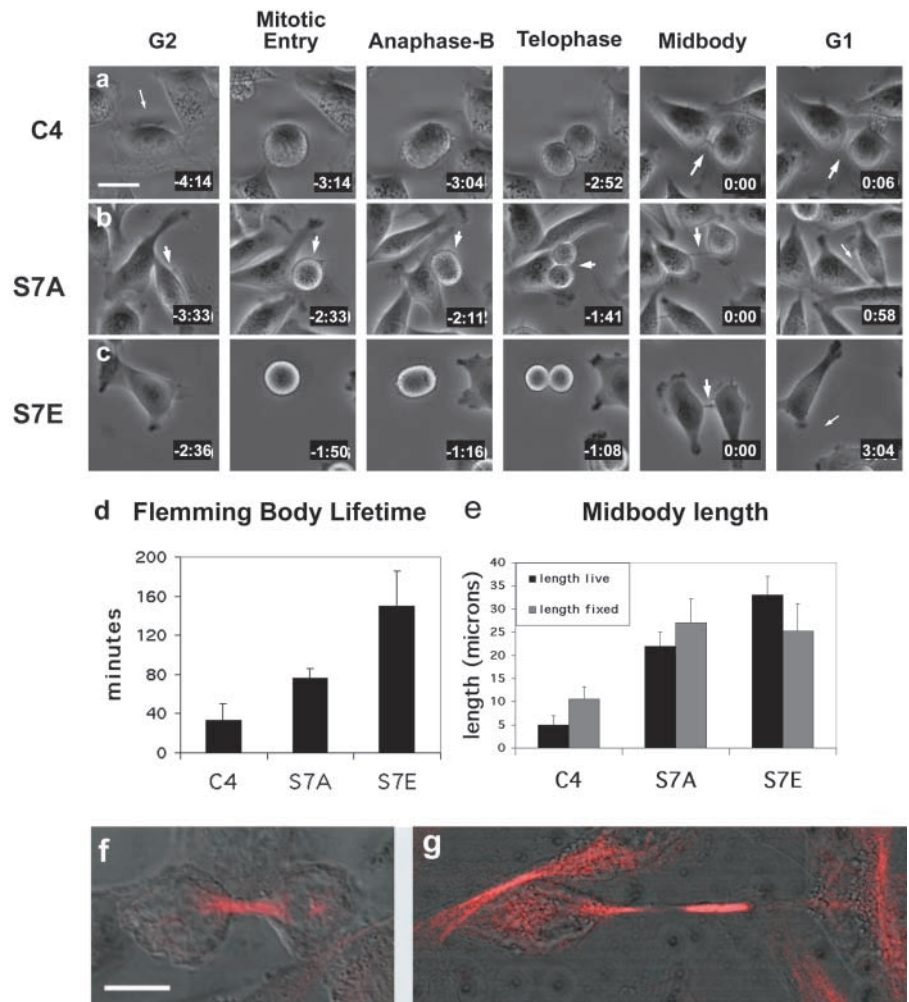 G2 Mitotic Entry Anaphase-B Telophase Midbody G1
C4
a
-4:14 -3:14 -3:04 -2:52 0:00 0:06
S7A
b
-3:33 -2:33 -2:11 -1:41 0:00 0:58
S7E
c
-2:36 -1:50 -1:16 -1:08 0:00 3:04
d Flemming Body Lifetime
minutes
200
160
120
80
40
0
C4 S7A S7E
e Midbody length
length (microns)
40
35
30
25
20
15
10
5
0
length live
length fixed
C4 S7A S7E
f
g